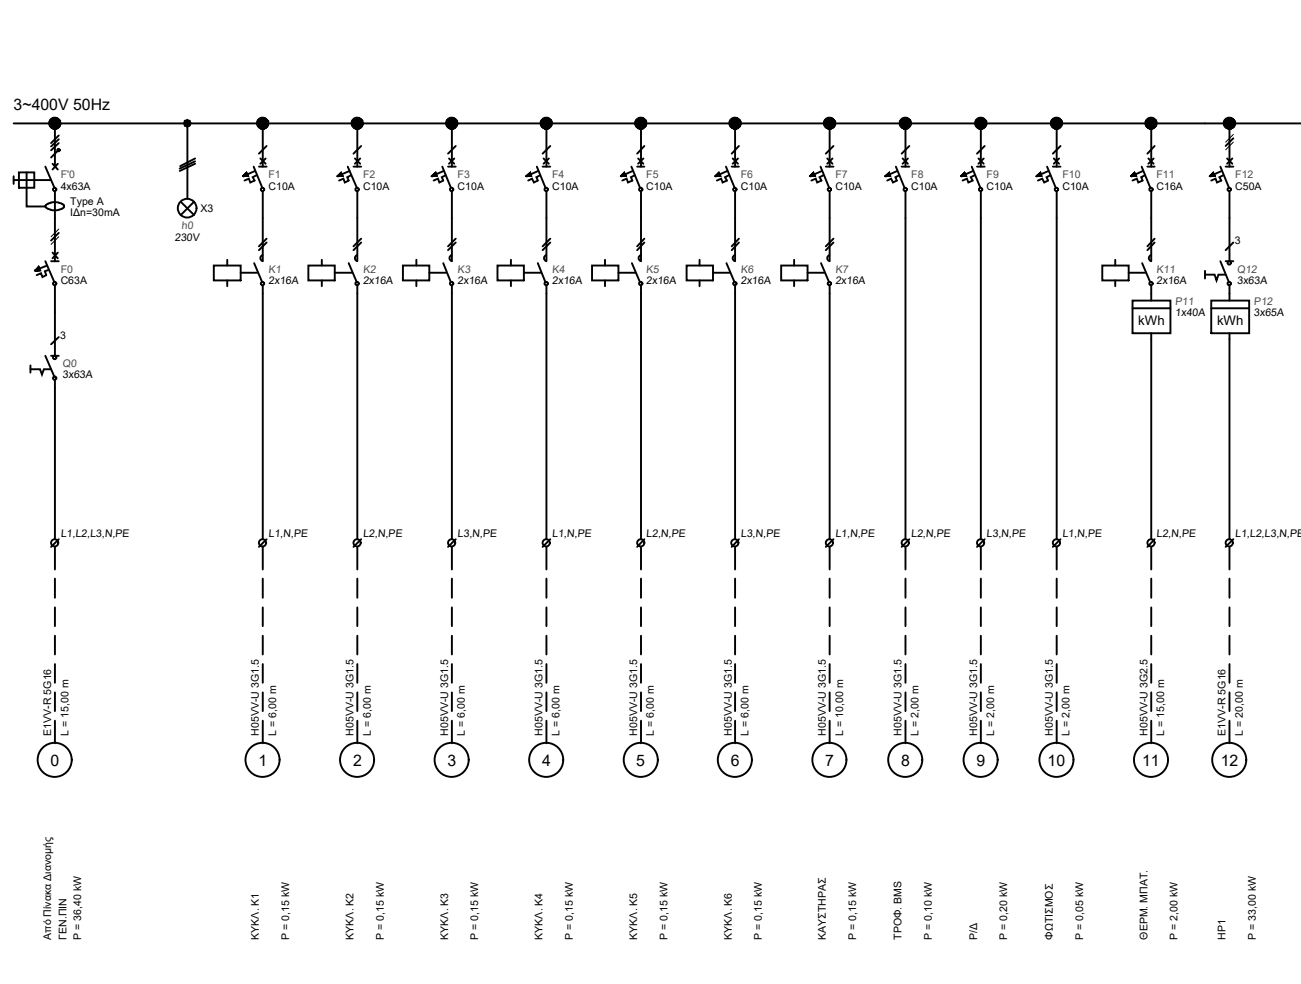 3~400V 50Hz
F'0
4x63A
Type A
IΔn=30mA
F0
C63A
3
Q0
3x63A
X3
h0
230V
F1
C10A
F2
C10A
F3
C10A
F4
C10A
F5
C10A
F6
C10A
F7
C10A
F8
C10A
F9
C10A
F10
C10A
F11
C16A
F12
C50A
K1
2x16A
K2
2x16A
K3
2x16A
K4
2x16A
K5
2x16A
K6
2x16A
K7
2x16A
K11
2x16A
3
Q12
3x63A
kWh
P11
1x40A
kWh
P12
3x65A
L1,L2,L3,N,PE
L1,N,PE
L2,N,PE
L3,N,PE
L1,N,PE
L2,N,PE
L3,N,PE
L1,N,PE
L2,N,PE
L3,N,PE
L1,N,PE
L2,N,PE
L1,L2,L3,N,PE
E1VV-R 5G16
L = 15,00 m
H05VV-U 3G1.5
L = 6,00 m
H05VV-U 3G1.5
L = 6,00 m
H05VV-U 3G1.5
L = 6,00 m
H05VV-U 3G1.5
L = 6,00 m
H05VV-U 3G1.5
L = 6,00 m
H05VV-U 3G1.5
L = 6,00 m
H05VV-U 3G1.5
L = 10,00 m
H05VV-U 3G1.5
L = 2,00 m
H05VV-U 3G1.5
L = 2,00 m
H05VV-U 3G1.5
L = 2,00 m
H05VV-U 3G2.5
L = 15,00 m
E1VV-R 5G16
L = 20,00 m
0
1
2
3
4
5
6
7
8
9
10
11
12
Από Πίνακα Διανομής
ΓΕΝ.ΠΙΝ
P = 36,40 kW
ΚΥΚΛ. Κ1
P = 0,15 kW
ΚΥΚΛ. Κ2
P = 0,15 kW
ΚΥΚΛ. Κ3
P = 0,15 kW
ΚΥΚΛ. Κ4
P = 0,15 kW
ΚΥΚΛ. Κ5
P = 0,15 kW
ΚΥΚΛ. Κ6
P = 0,15 kW
ΚΑΥΣΤΗΡΑΣ
P = 0,15 kW
ΤΡΟΦ. BMS
P = 0,10 kW
Ρ/Δ
P = 0,20 kW
ΦΩΤΙΣΜΟΣ
P = 0,05 kW
ΘΕΡΜ. ΜΠΑΤ.
P = 2,00 kW
HP1
P = 33,00 kW